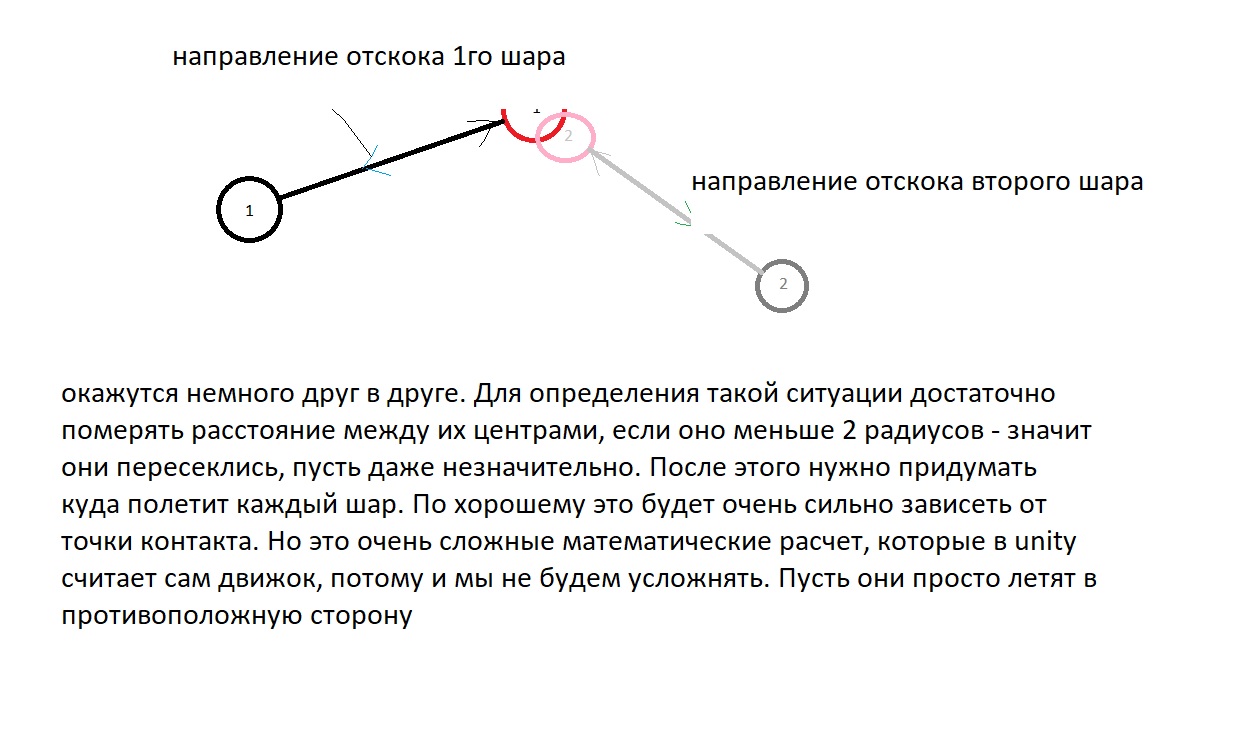 направление отскока 1го шара
1
2
направление отскока второго шара
1
2
окажутся немного друг в друге. Для определения такой ситуации достаточно
померять расстояние между их центрами, если оно меньше 2 радиусов - значит
они пересеклись, пусть даже незначительно. После этого нужно придумать
куда полетит каждый шар. По хорошему это будет очень сильно зависеть от
точки контакта. Но это очень сложные математические расчет, которые в unity
считает сам движок, потому и мы не будем усложнять. Пусть они просто летят в
противоположную сторону